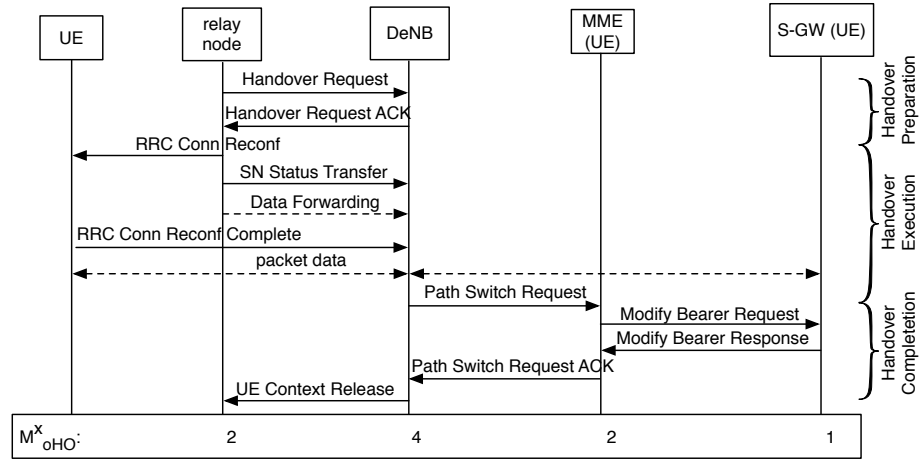 UE
relay
node
DeNB
MME
(UE)
S-GW (UE)
Handover Request
Handover Request ACK
RRC Conn Reconf
SN Status Transfer
Data Forwarding
RRC Conn Reconf Complete
packet data
Path Switch Request
Modify Bearer Request
Modify Bearer Response
Path Switch Request ACK
UE Context Release
Handover
Preparation
Handover
Execution
Handover
Completetion
M^x_oHO: 2 4 2 1